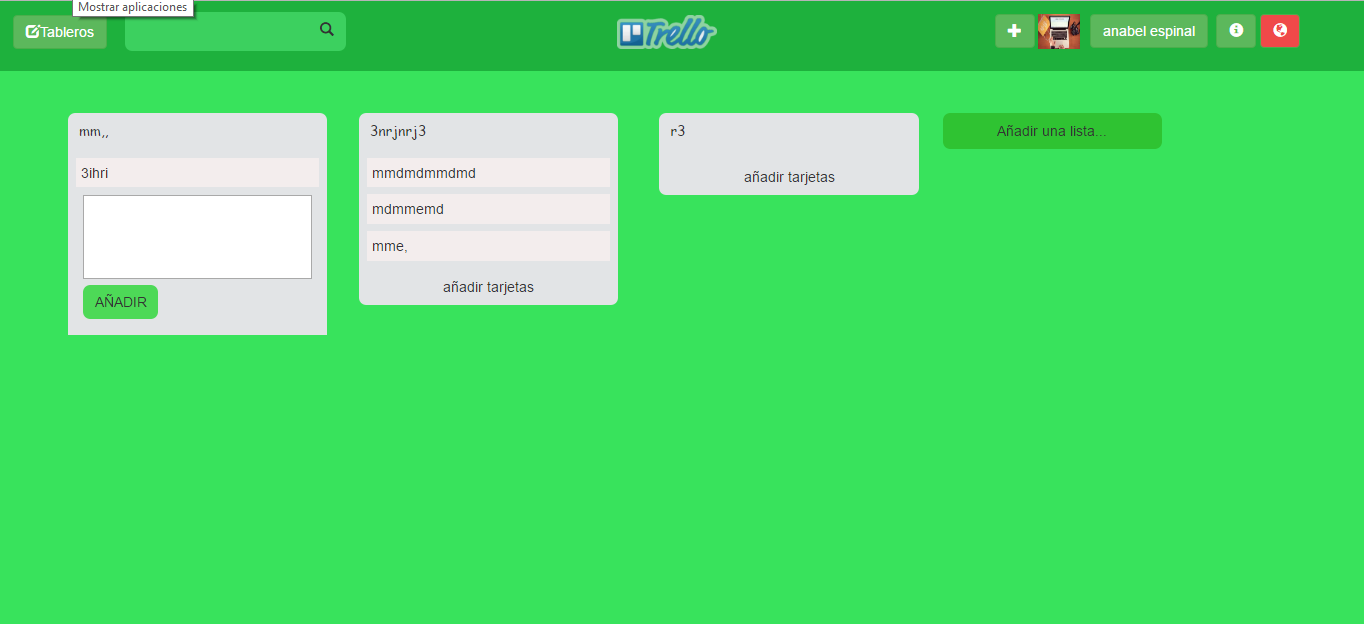 Mostrar aplicaciones
Tableros
Trello
anabel espinal
mm,,
3ihri
AÑADIR
3nrjnrj3
mmdmdmmdmd
mdmmemd
mme,
añadir tarjetas
r3
añadir tarjetas
Añadir una lista...